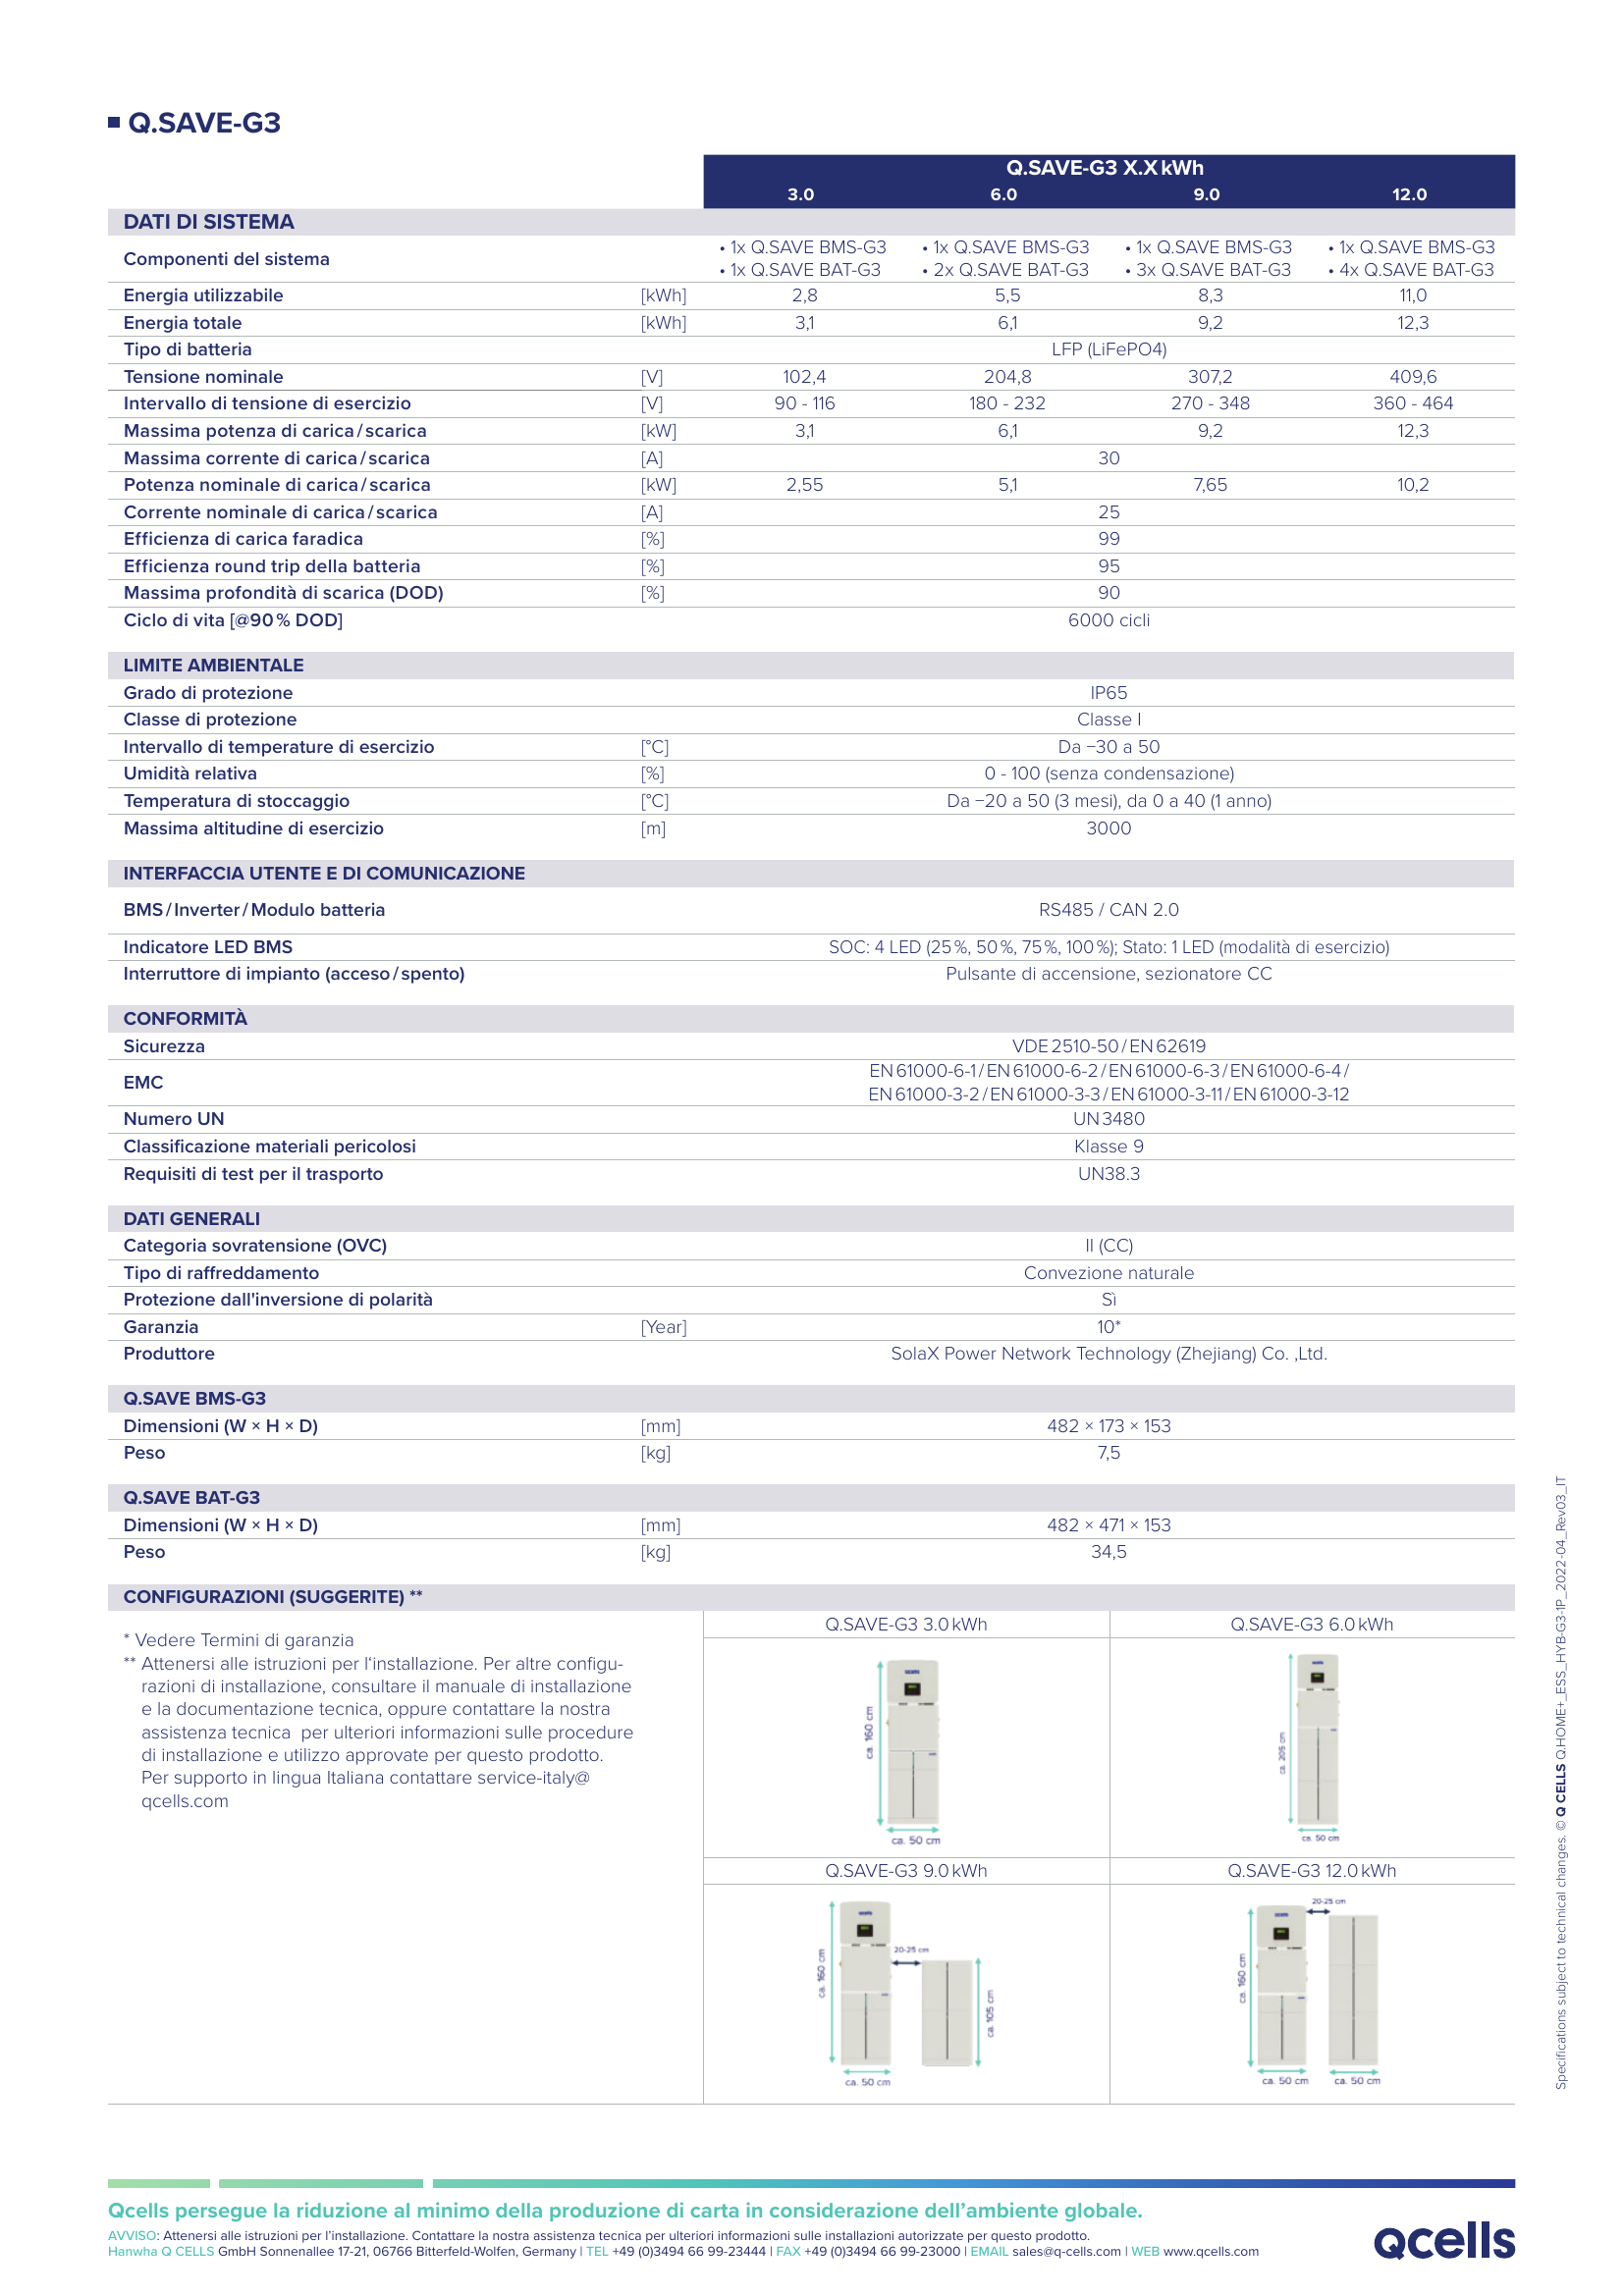 Q.SAVE-G3
Q.SAVE-G3 X.X kWh
3.0 6.0 9.0 12.0
DATI DI SISTEMA
Componenti del sistema
• 1x Q.SAVE BMS-G3 • 1x Q.SAVE BMS-G3 • 1x Q.SAVE BMS-G3 • 1x Q.SAVE BMS-G3
• 1x Q.SAVE BAT-G3 • 2x Q.SAVE BAT-G3 • 3x Q.SAVE BAT-G3 • 4x Q.SAVE BAT-G3
Energia utilizzabile [kWh] 2,8 5,5 8,3 11,0
Energia totale [kWh] 3,1 6,1 9,2 12,3
Tipo di batteria LFP (LiFePO4)
Tensione nominale [V] 102,4 204,8 307,2 409,6
Intervallo di tensione di esercizio [V] 90 - 116 180 - 232 270 - 348 360 - 464
Massima potenza di carica / scarica [kW] 3,1 6,1 9,2 12,3
Massima corrente di carica / scarica [A] 30
Potenza nominale di carica / scarica [kW] 2,55 5,1 7,65 10,2
Corrente nominale di carica / scarica [A] 25
Efficienza di carica faradica [%] 99
Efficienza round trip della batteria [%] 95
Massima profondità di scarica (DOD) [%] 90
Ciclo di vita [@90 % DOD] 6000 cicli
LIMITE AMBIENTALE
Grado di protezione IP65
Classe di protezione Classe I
Intervallo di temperature di esercizio [°C] Da −30 a 50
Umidità relativa [%] 0 - 100 (senza condensazione)
Temperatura di stoccaggio [°C] Da −20 a 50 (3 mesi), da 0 a 40 (1 anno)
Massima altitudine di esercizio [m] 3000
INTERFACCIA UTENTE E DI COMUNICAZIONE
BMS / Inverter / Modulo batteria RS485 / CAN 2.0
Indicatore LED BMS SOC: 4 LED (25 %, 50 %, 75 %, 100 %); Stato: 1 LED (modalità di esercizio)
Interruttore di impianto (acceso / spento) Pulsante di accensione, sezionatore CC
CONFORMITÀ
Sicurezza VDE 2510-50 / EN 62619
EMC
EN 61000-6-1 / EN 61000-6-2 / EN 61000-6-3 / EN 61000-6-4 /
EN 61000-3-2 / EN 61000-3-3 / EN 61000-3-11 / EN 61000-3-12
Numero UN UN 3480
Classificazione materiali pericolosi Klasse 9
Requisiti di test per il trasporto UN38.3
DATI GENERALI
Categoria sovratensione (OVC) II (CC)
Tipo di raffreddamento Convezione naturale
Protezione dall'inversione di polarità Sì
Garanzia [Year] 10*
Produttore SolaX Power Network Technology (Zhejiang) Co. ,Ltd.
Q.SAVE BMS-G3
Dimensioni (W × H × D) [mm] 482 × 173 × 153
Peso [kg] 7,5
Q.SAVE BAT-G3
Dimensioni (W × H × D) [mm] 482 × 471 × 153
Peso [kg] 34,5
CONFIGURAZIONI (SUGGERITE) **
* Vedere Termini di garanzia
** Attenersi alle istruzioni per l‘installazione. Per altre configu-
razioni di installazione, consultare il manuale di installazione
e la documentazione tecnica, oppure contattare la nostra
assistenza tecnica per ulteriori informazioni sulle procedure
di installazione e utilizzo approvate per questo prodotto.
Per supporto in lingua Italiana contattare service-italy@
qcells.com
Q.SAVE-G3 3.0 kWh
qcells
ca. 160 cm
ca. 50 cm
Q.SAVE-G3 6.0 kWh
qcells
ca. 205 cm
ca. 50 cm
Q.SAVE-G3 9.0 kWh
qcells
ca. 160 cm
20-25 cm
ca. 105 cm
ca. 50 cm
Q.SAVE-G3 12.0 kWh
qcells
20-25 cm
ca. 160 cm
ca. 50 cm ca. 50 cm
Specifications subject to technical changes. © Q CELLS Q.HOME+_ESS_HYB-G3-1P_2022-04_Rev03_IT
Qcells persegue la riduzione al minimo della produzione di carta in considerazione dell’ambiente globale.
AVVISO: Attenersi alle istruzioni per l’installazione. Contattare la nostra assistenza tecnica per ulteriori informazioni sulle installazioni autorizzate per questo prodotto.
Hanwha Q CELLS GmbH Sonnenallee 17-21, 06766 Bitterfeld-Wolfen, Germany | TEL +49 (0)3494 66 99-23444 | FAX +49 (0)3494 66 99-23000 | EMAIL sales@q-cells.com | WEB www.qcells.com
qcells